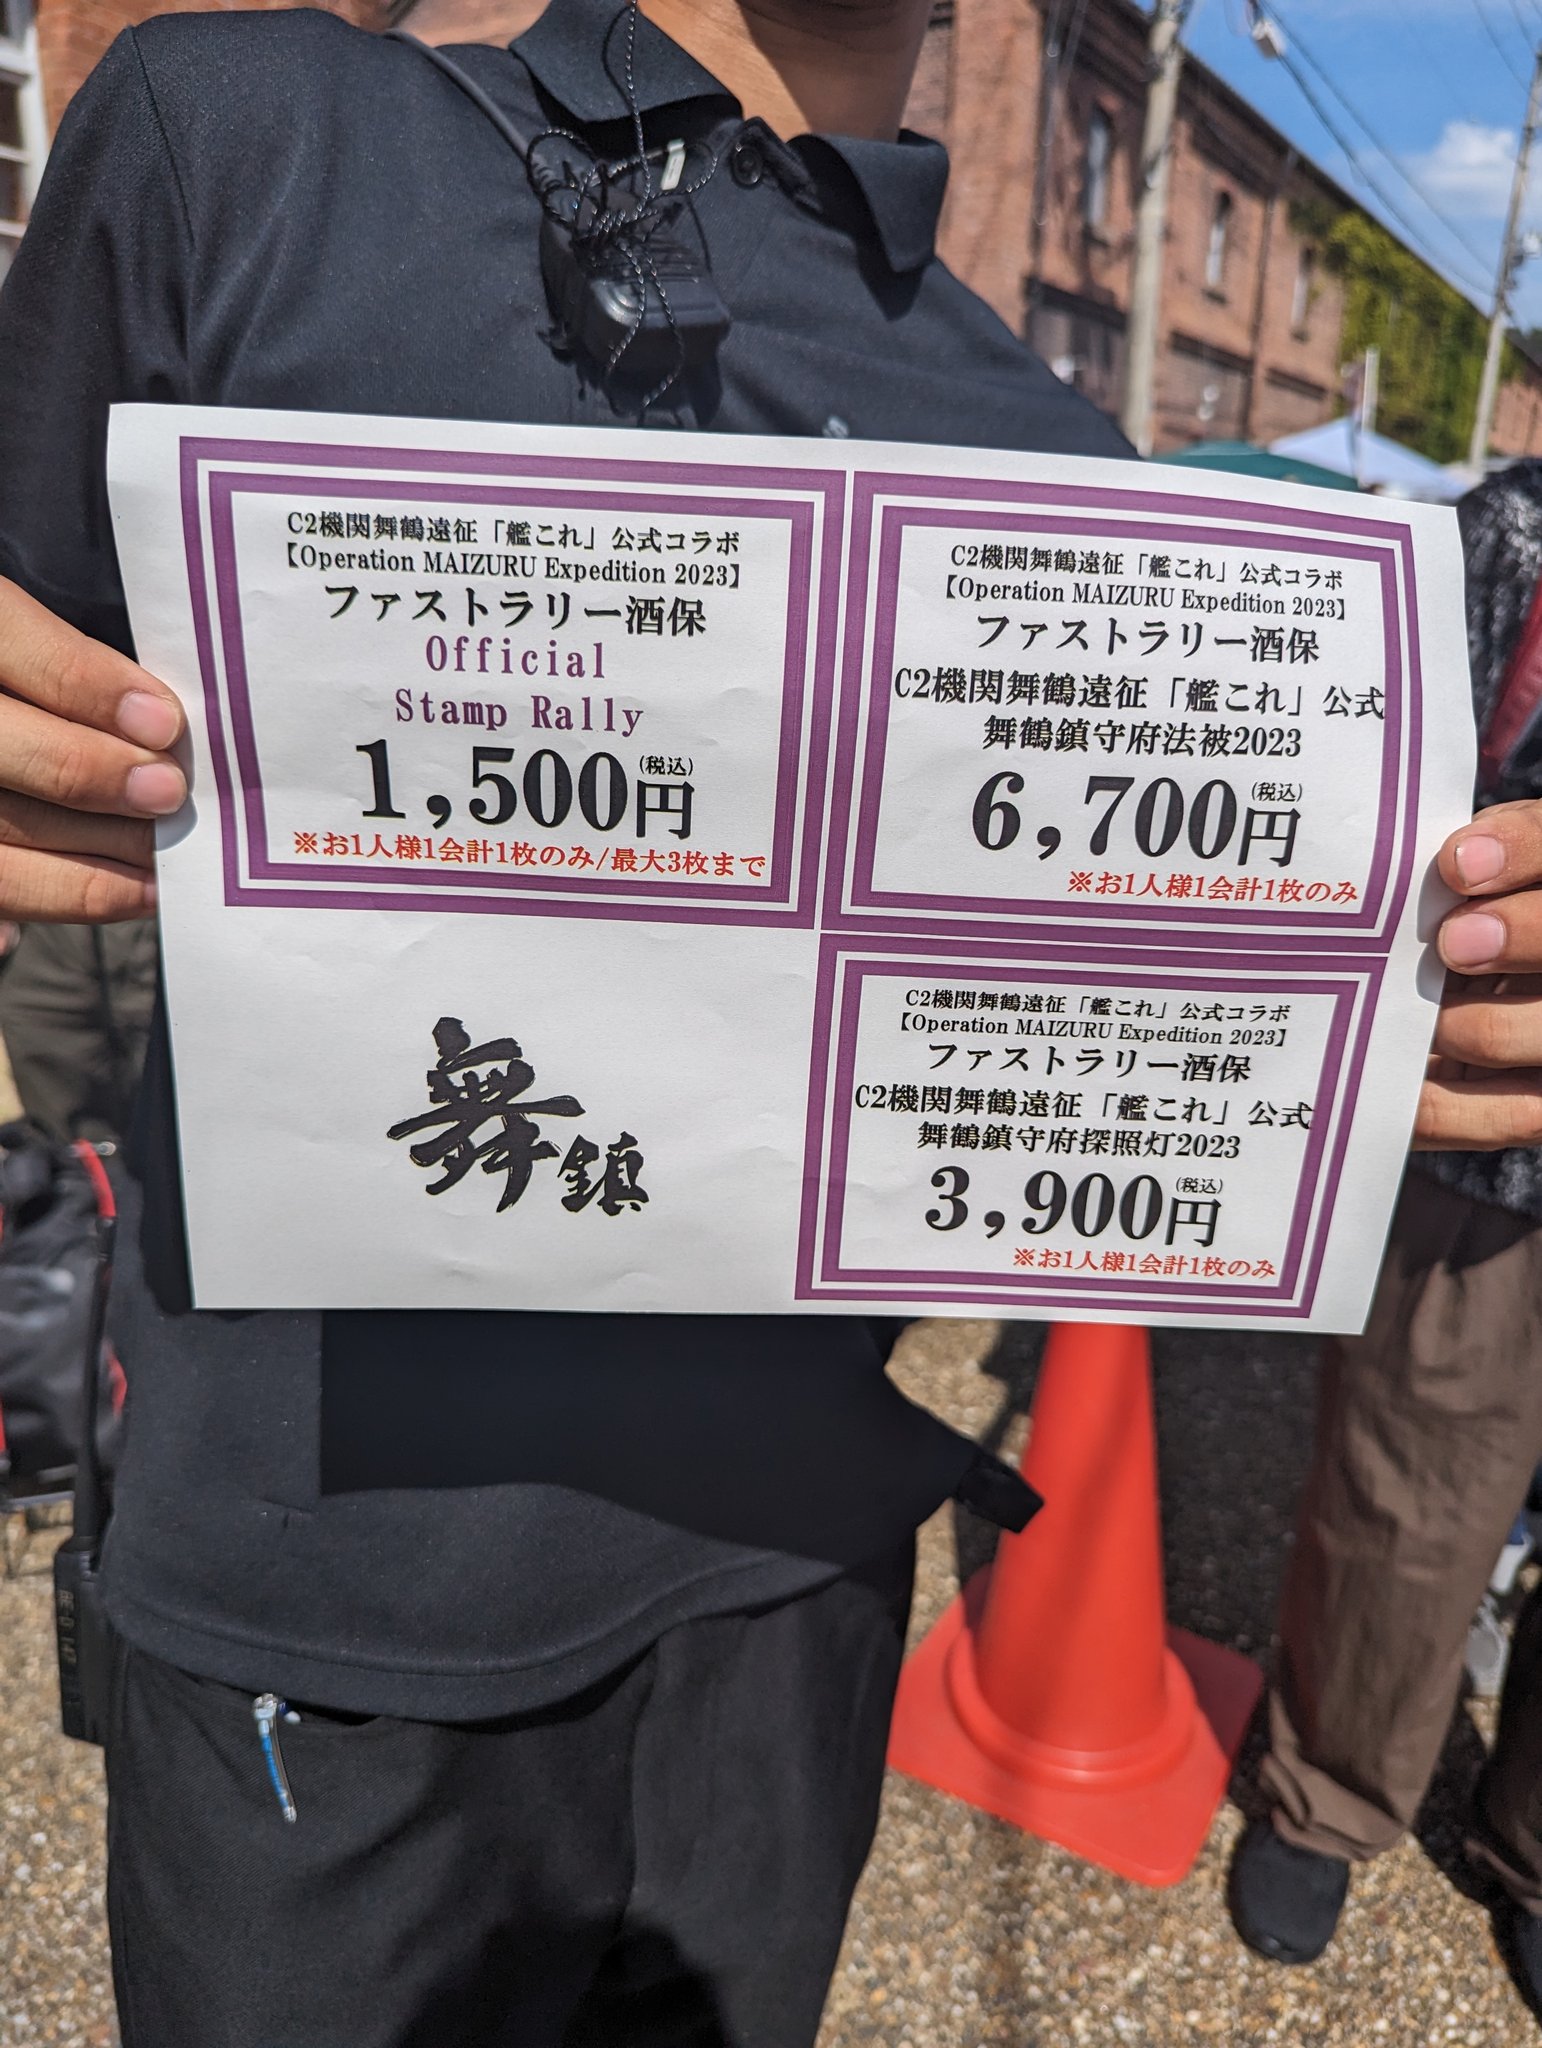 C2機関舞鶴遠征「艦これ」公式コラボ
【Operation MAIZURU Expedition 2023】
ファストラリー酒保
Official
Stamp Rally
1,500円(税込)
※お1人様1会計1枚のみ/最大3枚まで
C2機関舞鶴遠征「艦これ」公式コラボ
【Operation MAIZURU Expedition 2023】
ファストラリー酒保
C2機関舞鶴遠征「艦これ」公式
舞鶴鎮守府法被2023
6,700円(税込)
※お1人様1会計1枚のみ
舞鎮
C2機関舞鶴遠征「艦これ」公式コラボ
【Operation MAIZURU Expedition 2023】
ファストラリー酒保
C2機関舞鶴遠征「艦これ」公式
舞鶴鎮守府探照灯2023
3,900円(税込)
※お1人様1会計1枚のみ